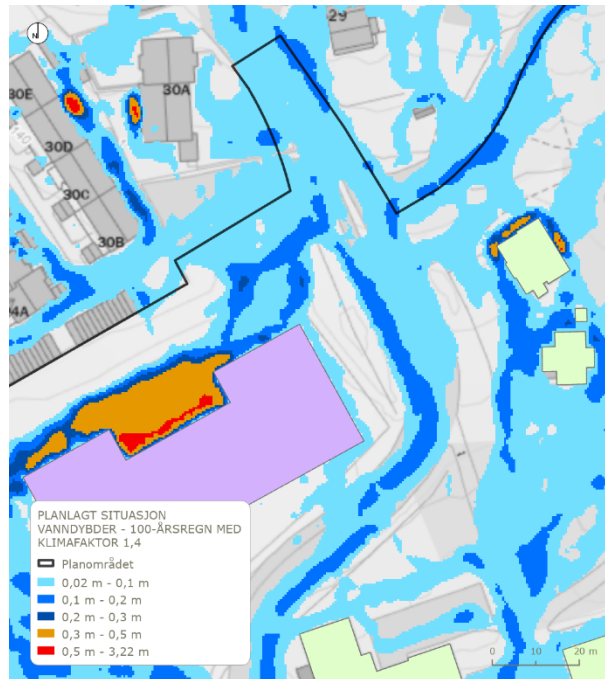 N
29
30A
30E
140
30D
30C
30B
4A
PLANLAGT SITUASJON
VANNDYBDER - 100-ÅRSREGN MED
KLIMAFAKTOR 1,4
Planområdet
0,02 m - 0,1 m
0,1 m - 0,2 m
0,2 m - 0,3 m
0,3 m - 0,5 m
0,5 m - 3,22 m
0 10 20 m